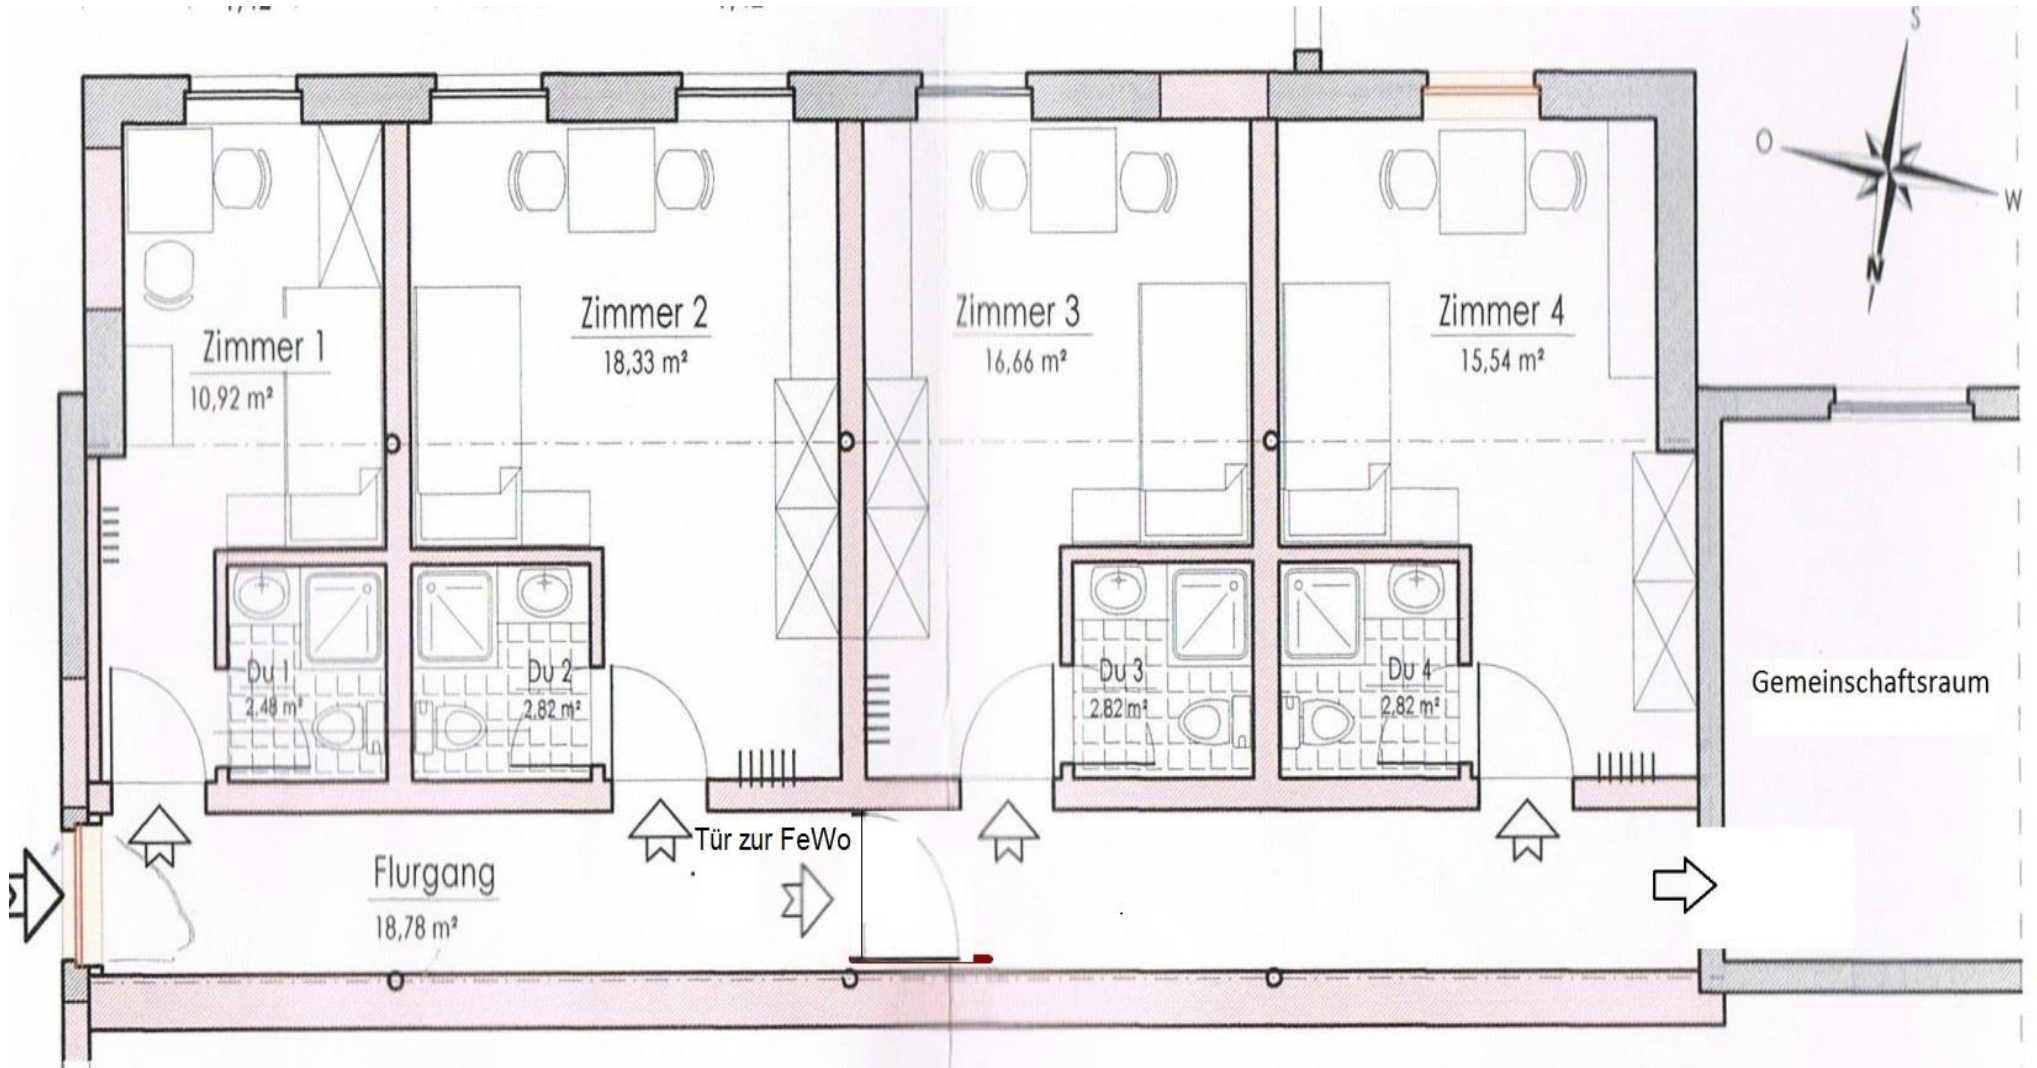 S
O
W
N
Zimmer 1
10,92 m²
Zimmer 2
18,33 m²
Zimmer 3
16,66 m²
Zimmer 4
15,54 m²
Du 1
2,48 m²
Du 2
2,82 m²
Du 3
2,82 m²
Du 4
2,82 m²
Gemeinschaftsraum
Tür zur FeWo
Flurgang
18,78 m²